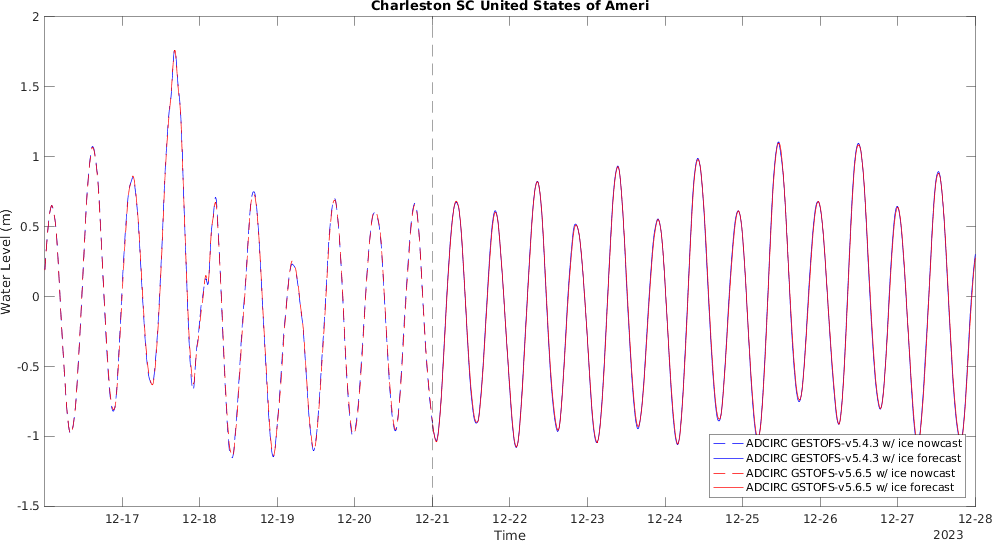 Charleston SC United States of Ameri
2
1.5
1
0.5
0
-0.5
-1
-1.5
Water Level (m)
12-17 12-18 12-19 12-20 12-21 12-22 12-23 12-24 12-25 12-26 12-27 12-28
Time
2023
ADCIRC GESTOFS-v5.4.3 w/ ice nowcast
ADCIRC GESTOFS-v5.4.3 w/ ice forecast
ADCIRC GSTOFS-v5.6.5 w/ ice nowcast
ADCIRC GSTOFS-v5.6.5 w/ ice forecast